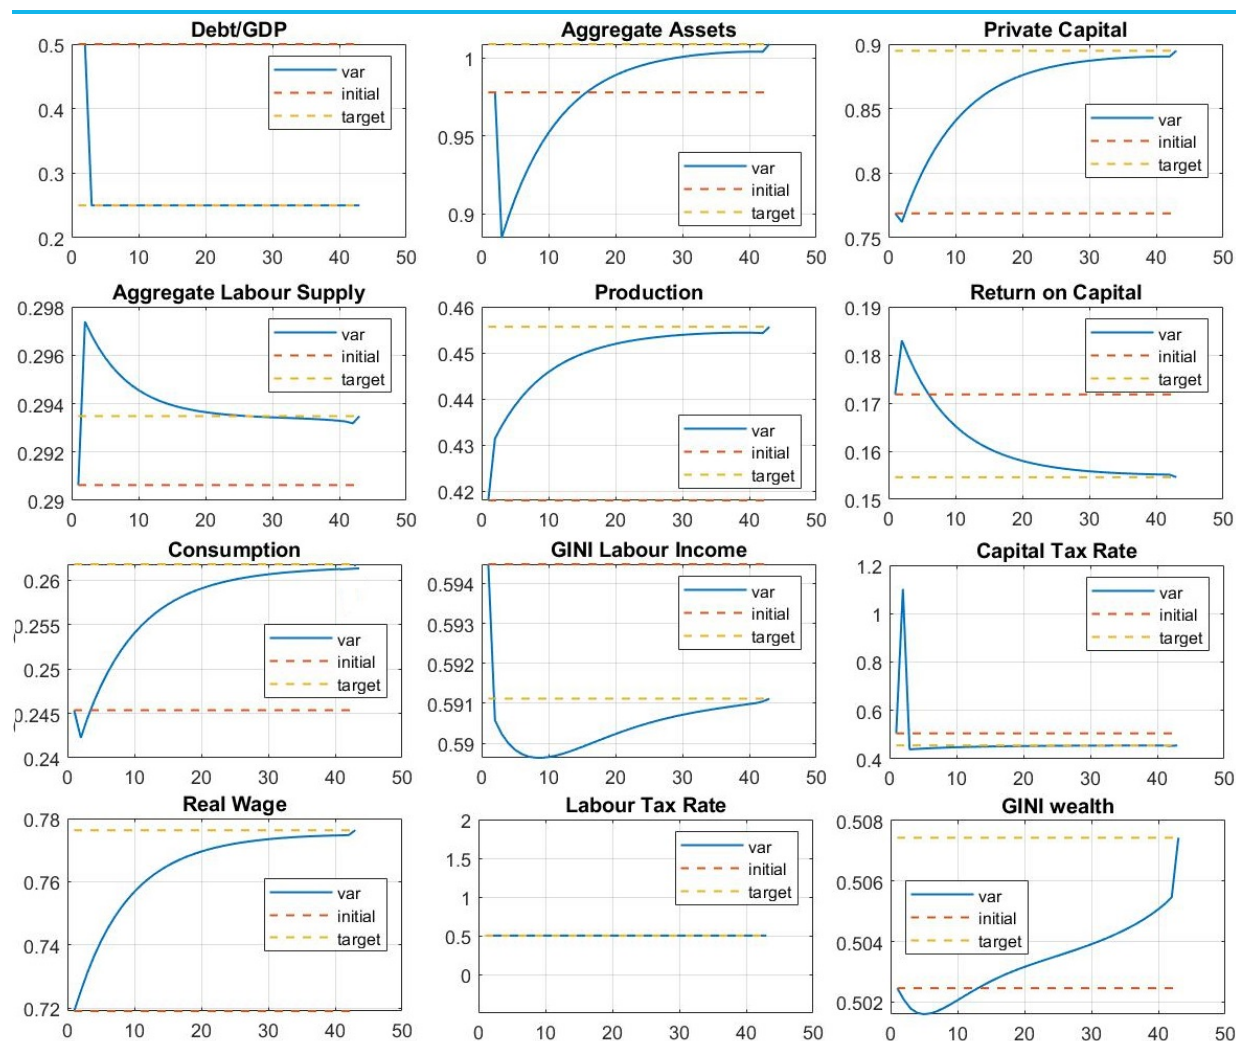 Debt/GDP
0.5
0.4
0.3
0.2
0 10 20 30 40 50
var
initial
target
Aggregate Assets
1
0.95
0.9
0 10 20 30 40 50
var
initial
target
Private Capital
0.9
0.85
0.8
0.75
0 10 20 30 40 50
var
initial
target
Aggregate Labour Supply
0.298
0.296
0.294
0.292
0.29
0 10 20 30 40 50
var
initial
target
Production
0.46
0.45
0.44
0.43
0.42
0 10 20 30 40 50
var
initial
target
Return on Capital
0.19
0.18
0.17
0.16
0.15
0 10 20 30 40 50
var
initial
target
Consumption
0.26
0.255
0.25
0.245
0.24
0 10 20 30 40 50
var
initial
target
GINI Labour Income
0.594
0.593
0.592
0.591
0.59
0 10 20 30 40 50
var
initial
target
Capital Tax Rate
1.2
1
0.8
0.6
0.4
0 10 20 30 40 50
var
initial
target
Real Wage
0.78
0.76
0.74
0.72
0 10 20 30 40 50
var
initial
target
Labour Tax Rate
2
1.5
1
0.5
0
0 10 20 30 40 50
var
initial
target
GINI wealth
0.508
0.506
0.504
0.502
0 10 20 30 40 50
var
initial
target